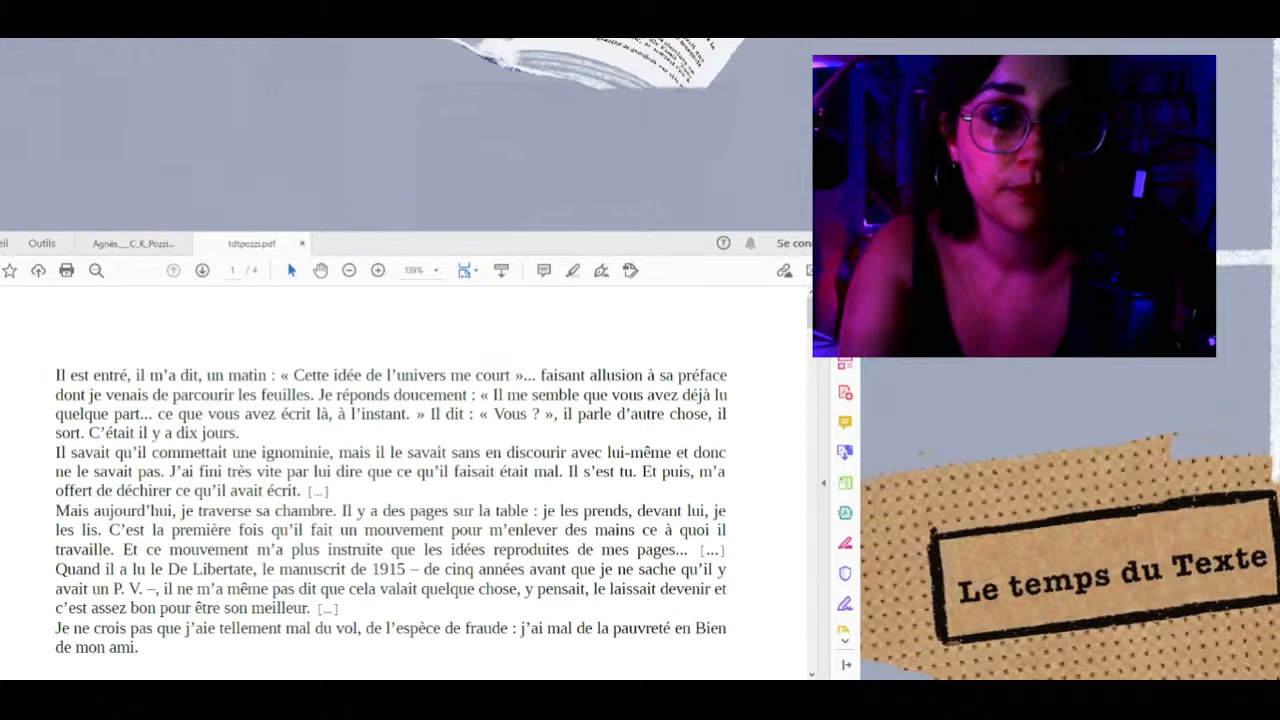 eil Outils Agnès__C_K_Pozzi... tdtpozzi.pdf × Se con
1 / 4 139%
Il est entré, il m’a dit, un matin : « Cette idée de l’univers me court »... faisant allusion à sa préface
dont je venais de parcourir les feuilles. Je réponds doucement : « Il me semble que vous avez déjà lu
quelque part... ce que vous avez écrit là, à l’instant. » Il dit : « Vous ? », il parle d’autre chose, il
sort. C’était il y a dix jours.
Il savait qu’il commettait une ignominie, mais il le savait sans en discourir avec lui-même et donc
ne le savait pas. J’ai fini très vite par lui dire que ce qu’il faisait était mal. Il s’est tu. Et puis, m’a
offert de déchirer ce qu’il avait écrit. [...]
Mais aujourd’hui, je traverse sa chambre. Il y a des pages sur la table : je les prends, devant lui, je
les lis. C’est la première fois qu’il fait un mouvement pour m’enlever des mains ce à quoi il
travaille. Et ce mouvement m’a plus instruite que les idées reproduites de mes pages... [...]
Quand il a lu le De Libertate, le manuscrit de 1915 – de cinq années avant que je ne sache qu’il y
avait un P. V. –, il ne m’a même pas dit que cela valait quelque chose, y pensait, le laissait devenir et
c’est assez bon pour être son meilleur. [...]
Je ne crois pas que j’aie tellement mal du vol, de l’espèce de fraude : j’ai mal de la pauvreté en Bien
de mon ami.
Le temps du Texte